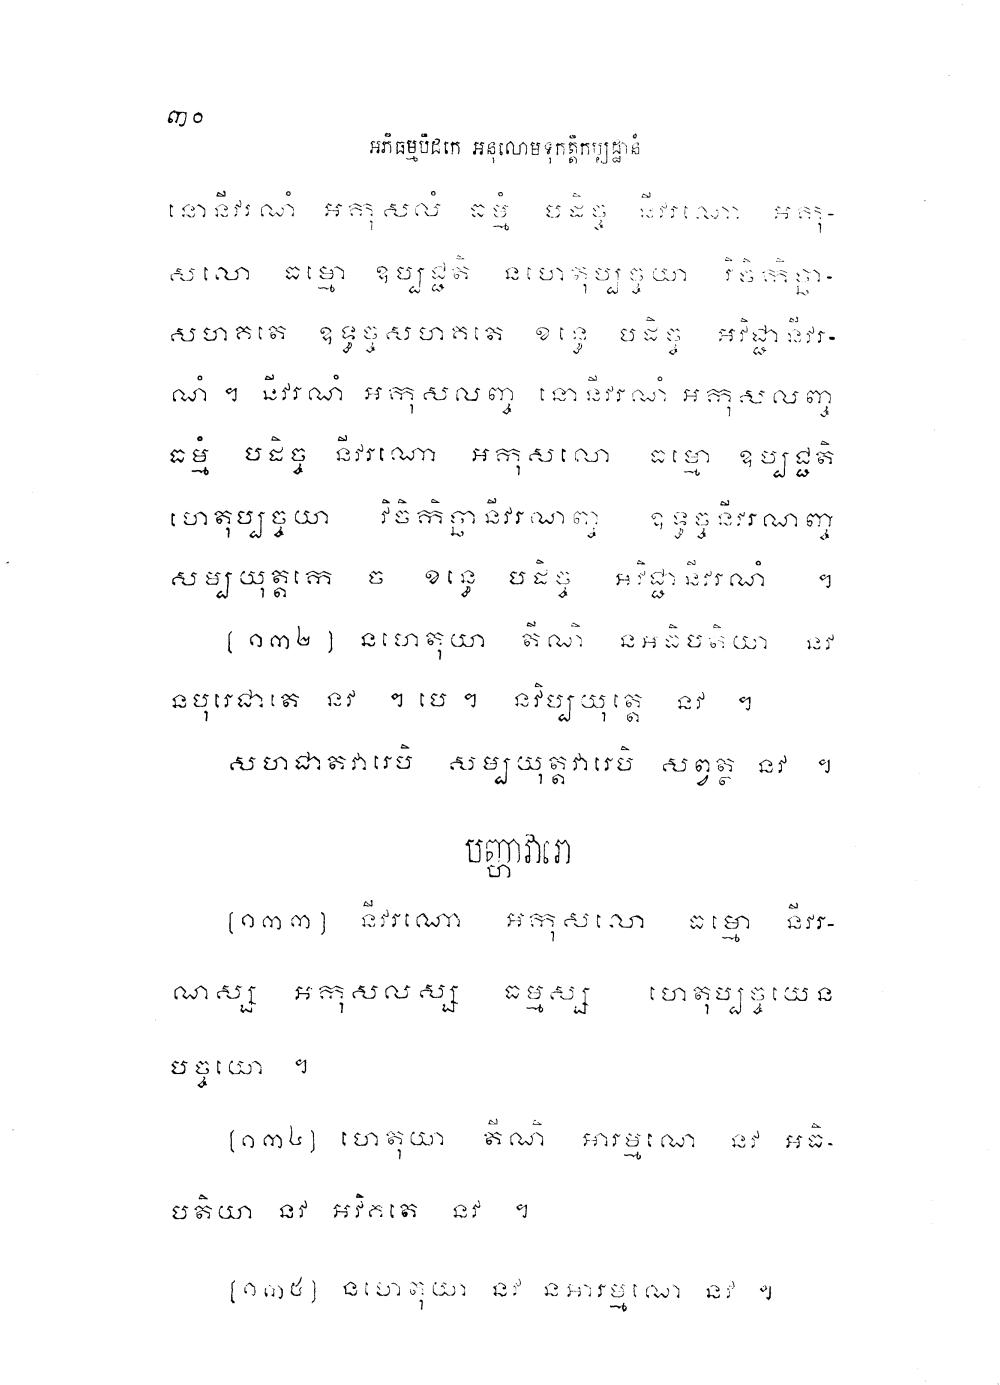 ៣០
អភិធម្មបិដកេ អនុលោមទុកត្តិកប្បដ្ឋានំ
នោនីវរណំ អកុសលំ ធម្មំ បដិច្ច នីវរណោ អកុ-
សលោ ធម្មោ ឧប្បជ្ជតិ នហេតុប្បច្ចយា វិចិកិច្ឆា-
សហគតេ ឧទ្ធច្ចសហគតេ ខន្ធេ បដិច្ច អវិជ្ជានីវរ-
ណំ ។ នីវរណំ អកុសលញ្ច នោនីវរណំ អកុសលញ្ច
ធម្មំ បដិច្ច នីវរណោ អកុសលោ ធម្មោ ឧប្បជ្ជតិ
ហេតុប្បច្ចយា វិចិកិច្ឆានីវរណញ្ច ឧទ្ធច្ចនីវរណញ្ច
សម្បយុត្តកេ ច ខន្ធេ បដិច្ច អវិជ្ជានីវរណំ ។
[១៣២] នហេតុយា តីណិ នអធិបតិយា នវ
នបុរេជាតេ នវ ។ បេ ។ នវិប្បយុត្តេ នវ ។
សហជាតវារេបិ សម្បយុត្តវារេបិ សព្វត្ថ នវ ។
បញ្ហាវារោ
[១៣៣] នីវរណោ អកុសលោ ធម្មោ នីវរ-
ណស្ស អកុសលស្ស ធម្មស្ស ហេតុប្បច្ចយេន
បច្ចយោ ។
[១៣៤] ហេតុយា តីណិ អារម្មណេ នវ អធិ-
បតិយា នវ អវិគតេ នវ ។
[១៣៥] នហេតុយា នវ នអារម្មណេ នវ ។